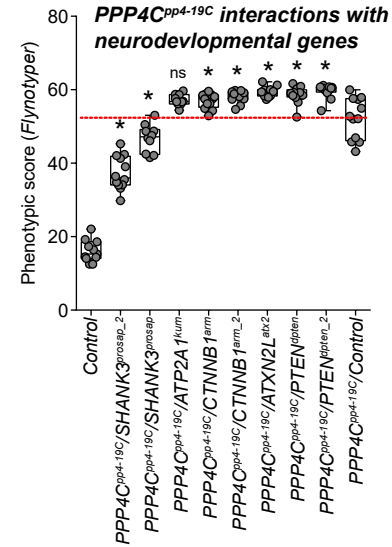 PPP4Cpp4-19C interactions with
neurodevlopmental genes
Phenotypic score (Flynotyper)
80
60
40
20
0
*
*
ns
*
*
*
*
*
Control
PPP4Cpp4-19C/SHANK3prosap_2
PPP4Cpp4-19C/SHANK3prosap
PPP4Cpp4-19C/ATP2A1kum
PPP4Cpp4-19C/CTNNB1arm
PPP4Cpp4-19C/CTNNB1arm_2
PPP4Cpp4-19C/ATXN2Latx2
PPP4Cpp4-19C/PTENdpten
PPP4Cpp4-19C/PTENdpten_2
PPP4Cpp4-19C/Control